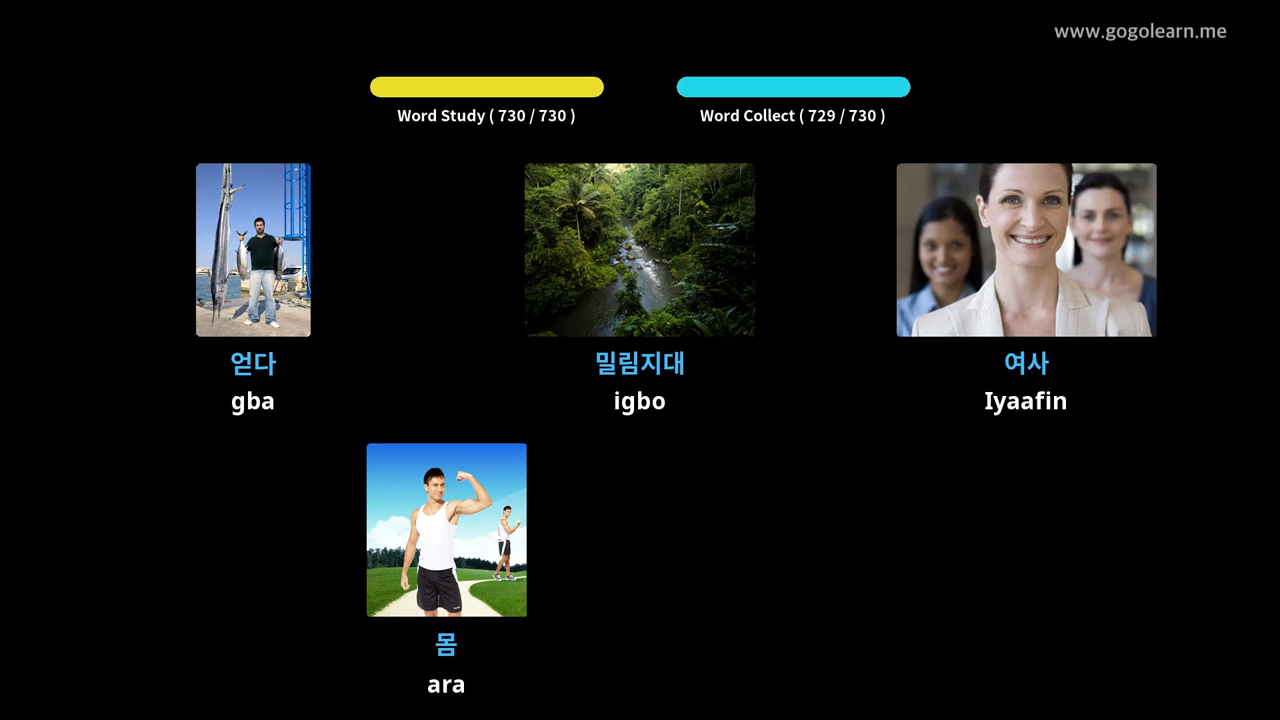 www.gogolearn.me
Word Study ( 730 / 730 )
Word Collect ( 729 / 730 )
얻다
gba
밀림지대
igbo
여사
Iyaafin
몸
ara